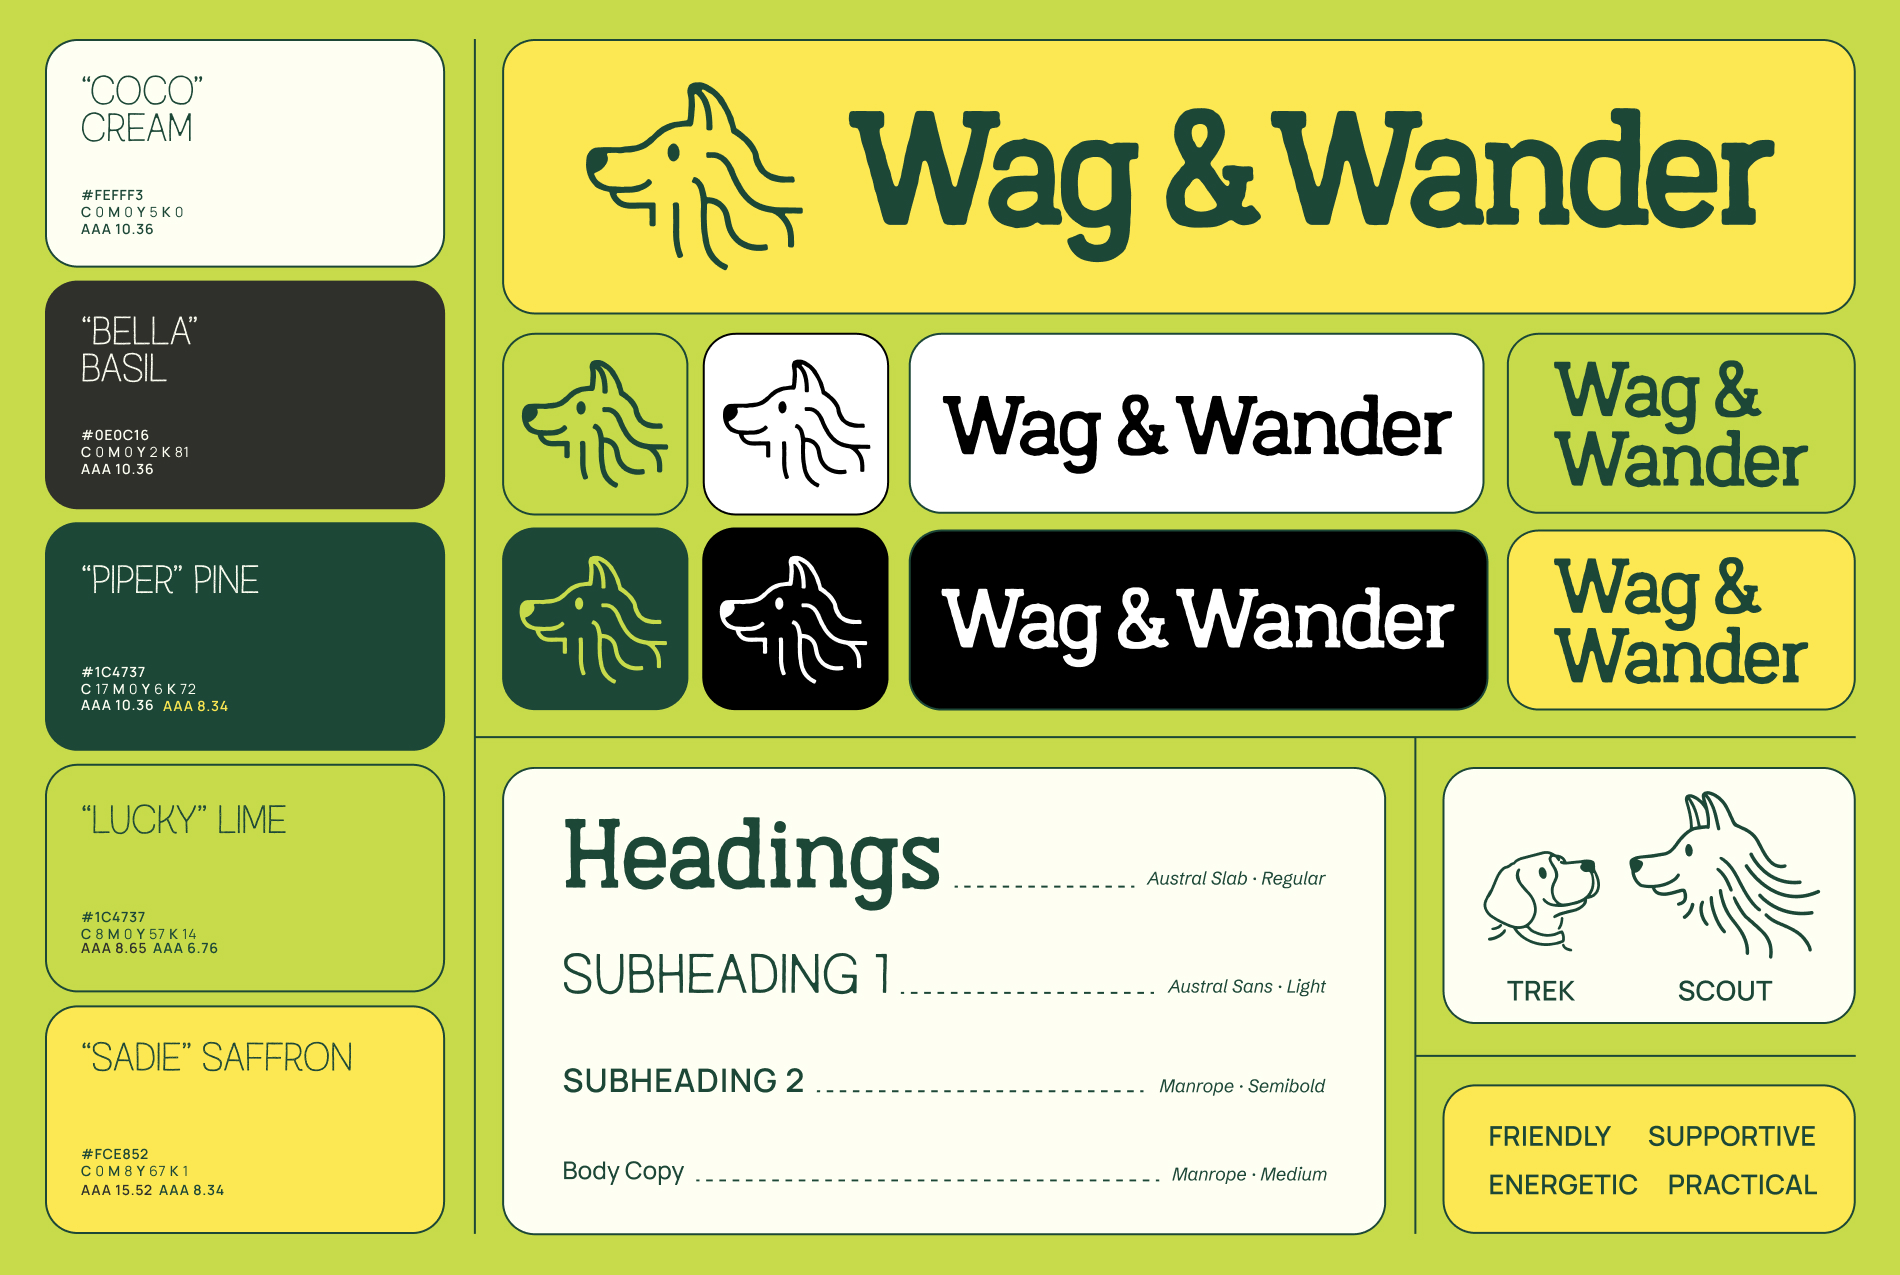 “COCO”
CREAM
#FEFFF3
C 0 M 0 Y 5 K 0
AAA 10.36
“BELLA”
BASIL
#0E0C16
C 0 M 0 Y 2 K 81
AAA 10.36
“PIPER” PINE
#1C4737
C 17 M 0 Y 6 K 72
AAA 10.36 AAA 8.34
“LUCKY” LIME
#1C4737
C 8 M 0 Y 57 K 14
AAA 8.65 AAA 6.76
“SADIE” SAFFRON
#FCE852
C 0 M 8 Y 67 K 1
AAA 15.52 AAA 8.34
Wag & Wander
Wag & Wander
Wag &
Wander
Wag & Wander
Wag &
Wander
Headings Austral Slab · Regular
SUBHEADING 1 Austral Sans · Light
SUBHEADING 2 Manrope · Semibold
Body Copy Manrope · Medium
TREK SCOUT
FRIENDLY SUPPORTIVE
ENERGETIC PRACTICAL